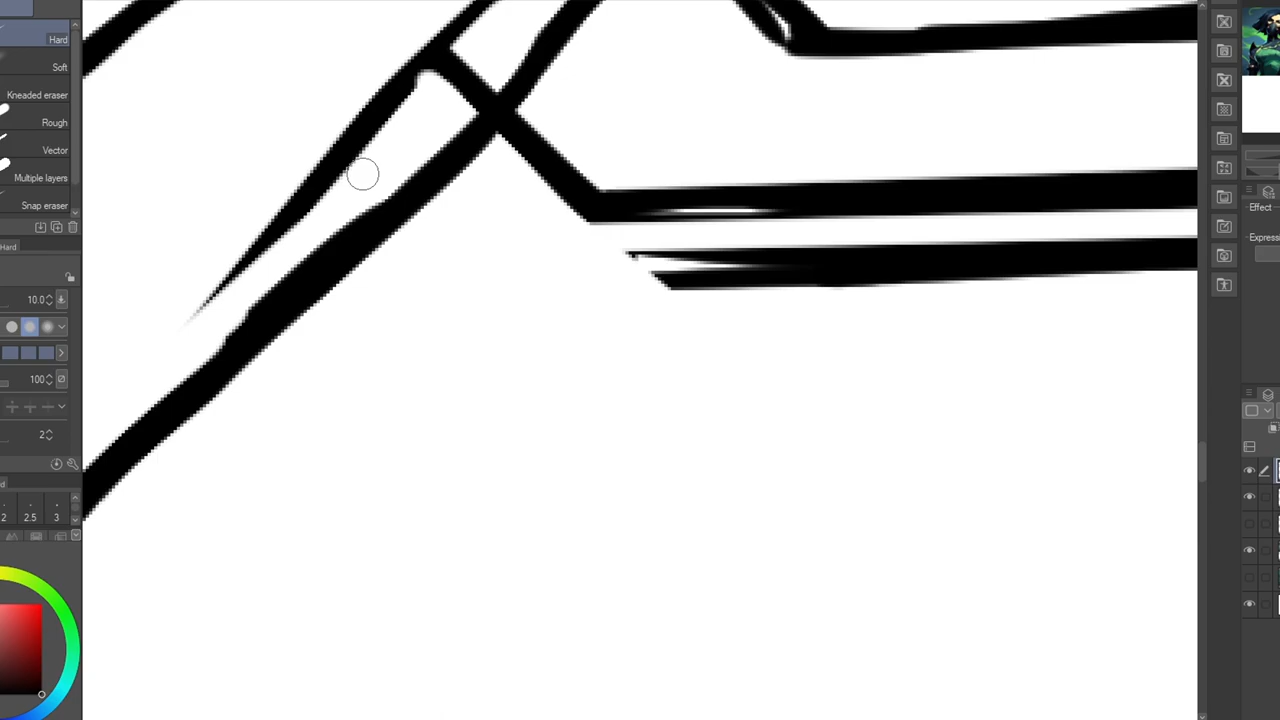 Hard
Soft
Kneaded eraser
Rough
Vector
Multiple layers
Snap eraser
Hard
10.0
100
2
2 2.5 3
Effect
Expres